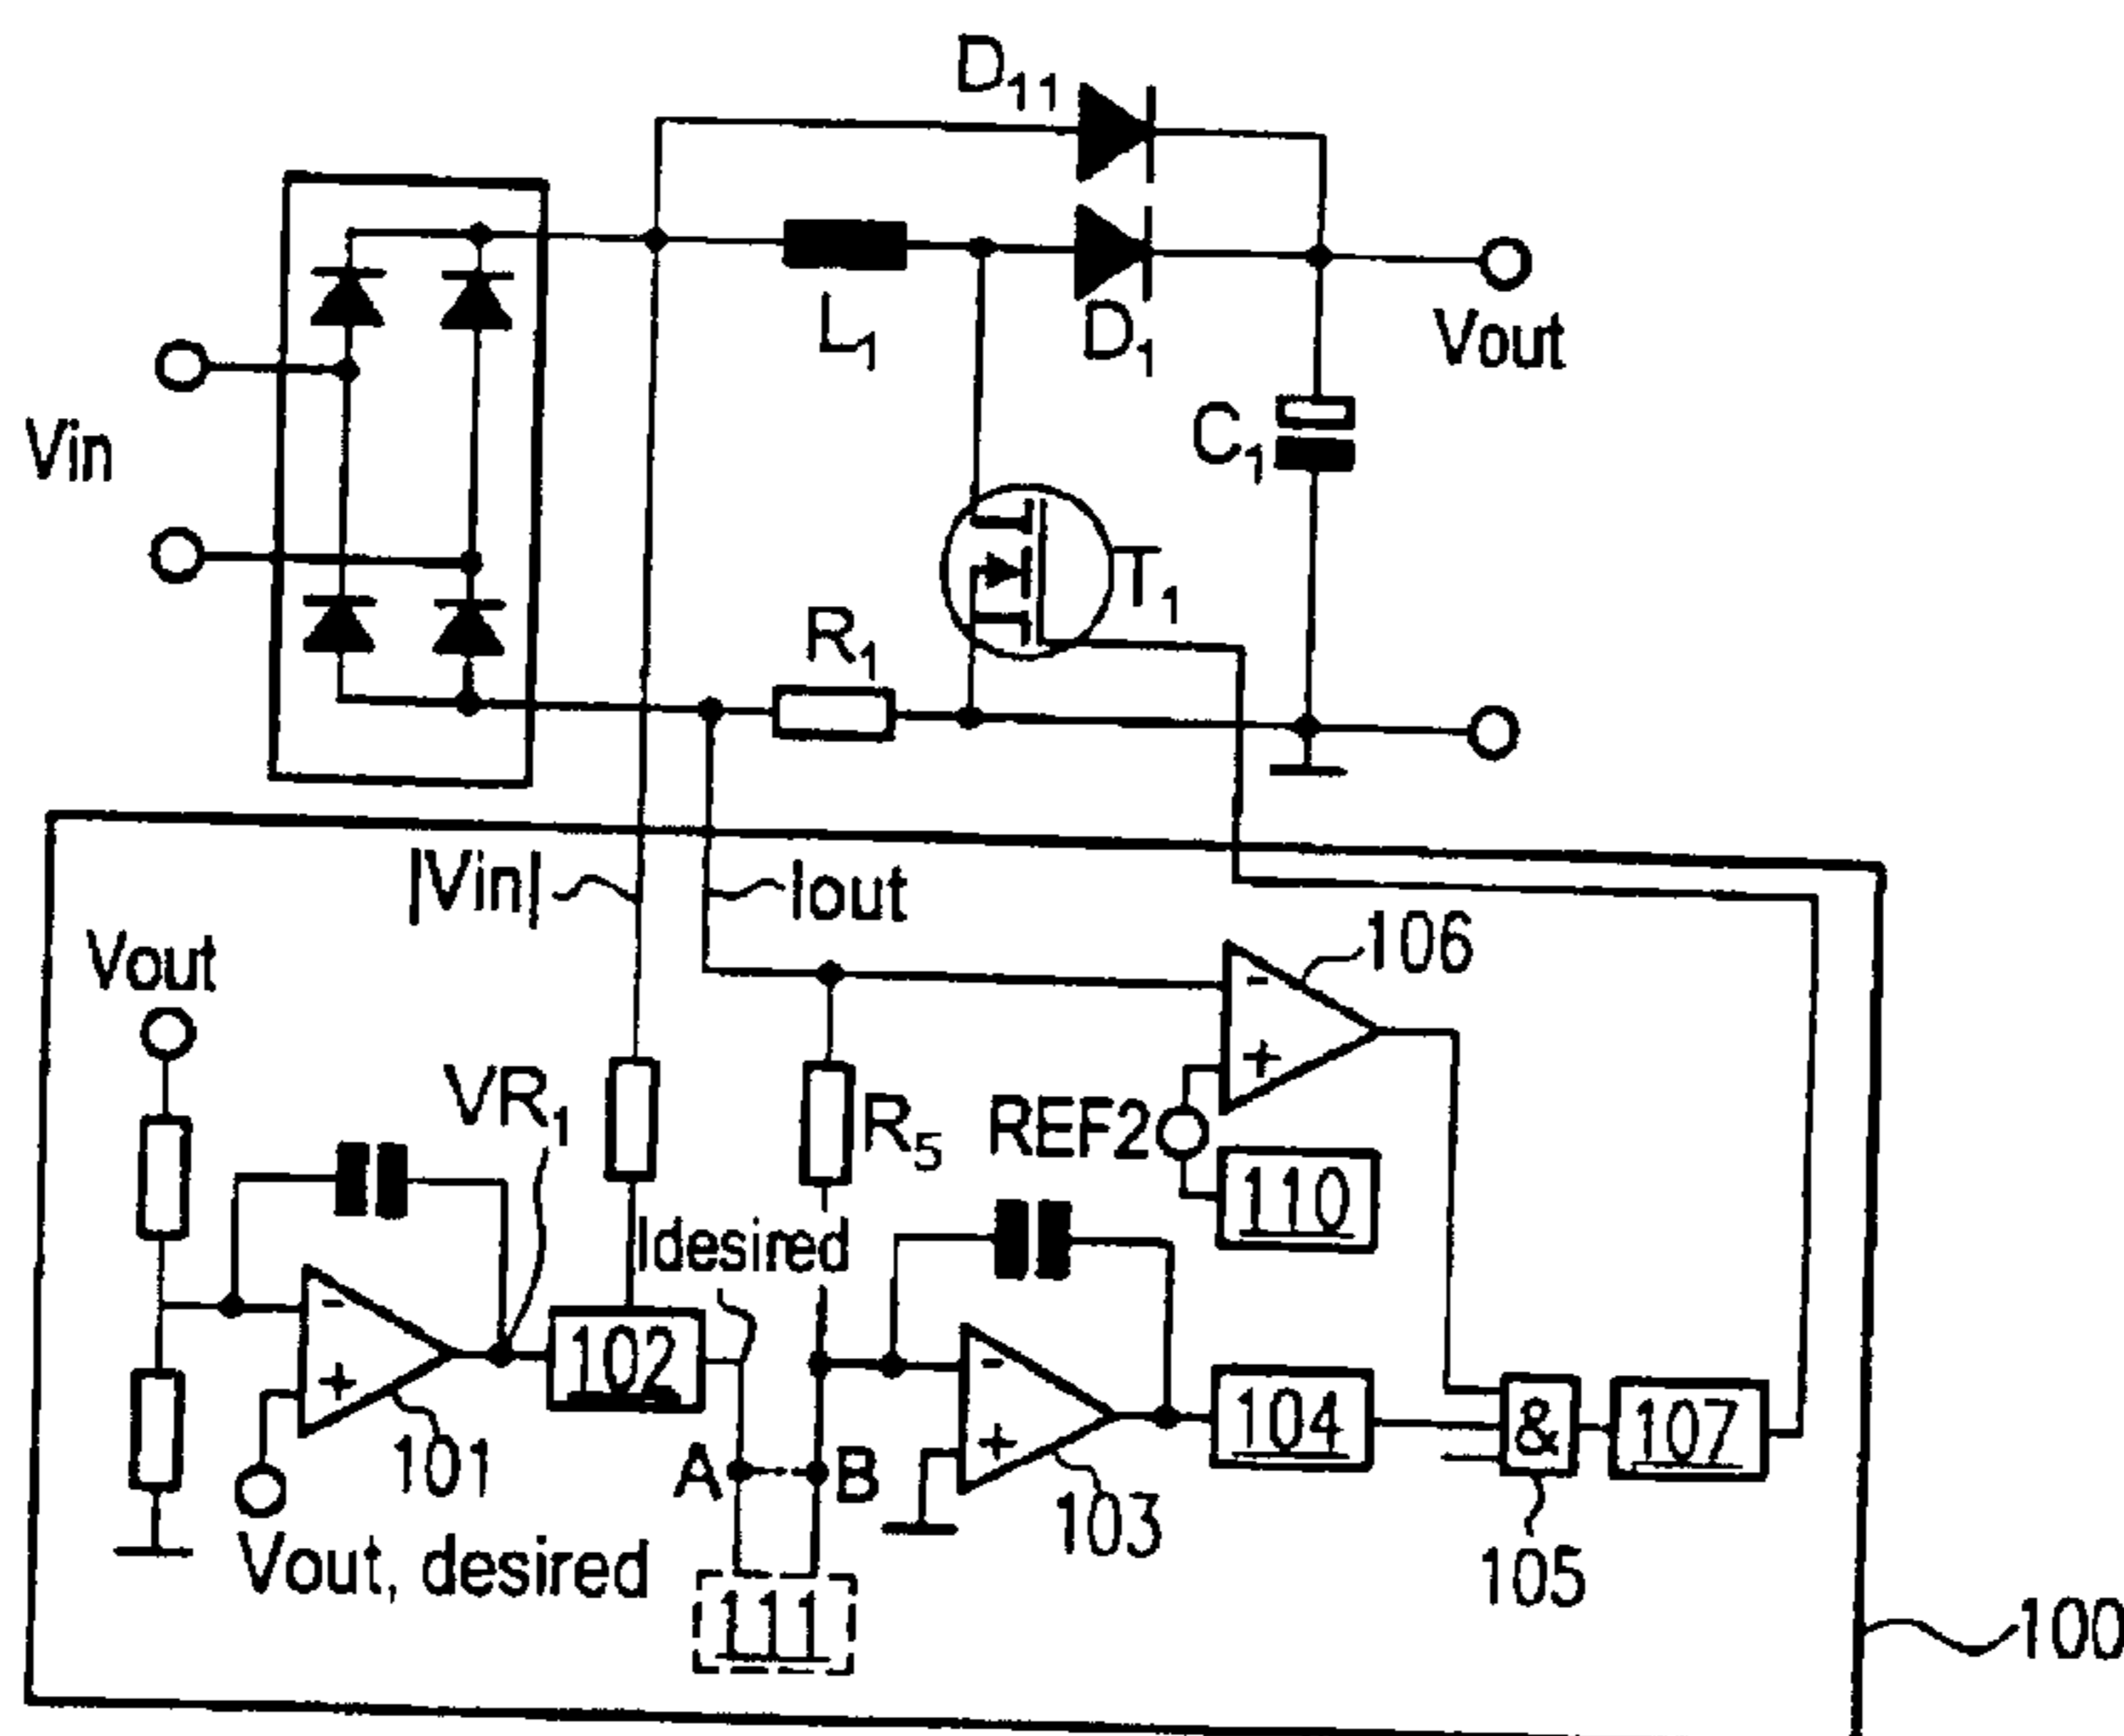 D11
L1
D1
Vout
Vin
C1
T1
R1
|Vin|
Iout
106
Vout
-
+
VR1
R5
REF2
110
Idesired
-
+
102
-
+
104
&
107
101
A
B
103
105
Vout, desired
111
100